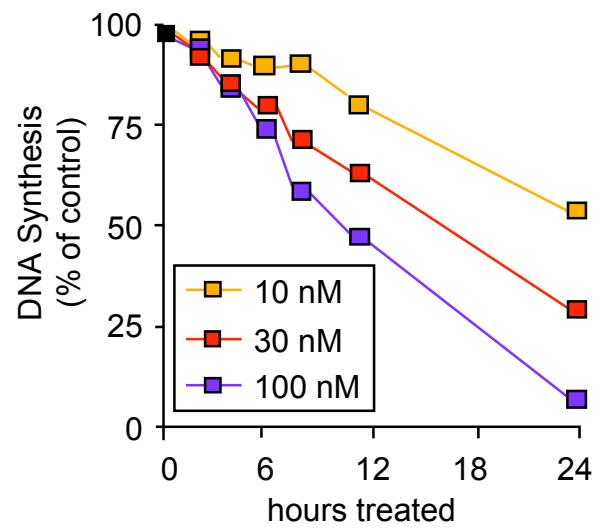 DNA Synthesis
(% of control)
100
75
50
25
0
10 nM
30 nM
100 nM
0 6 12 18 24
hours treated